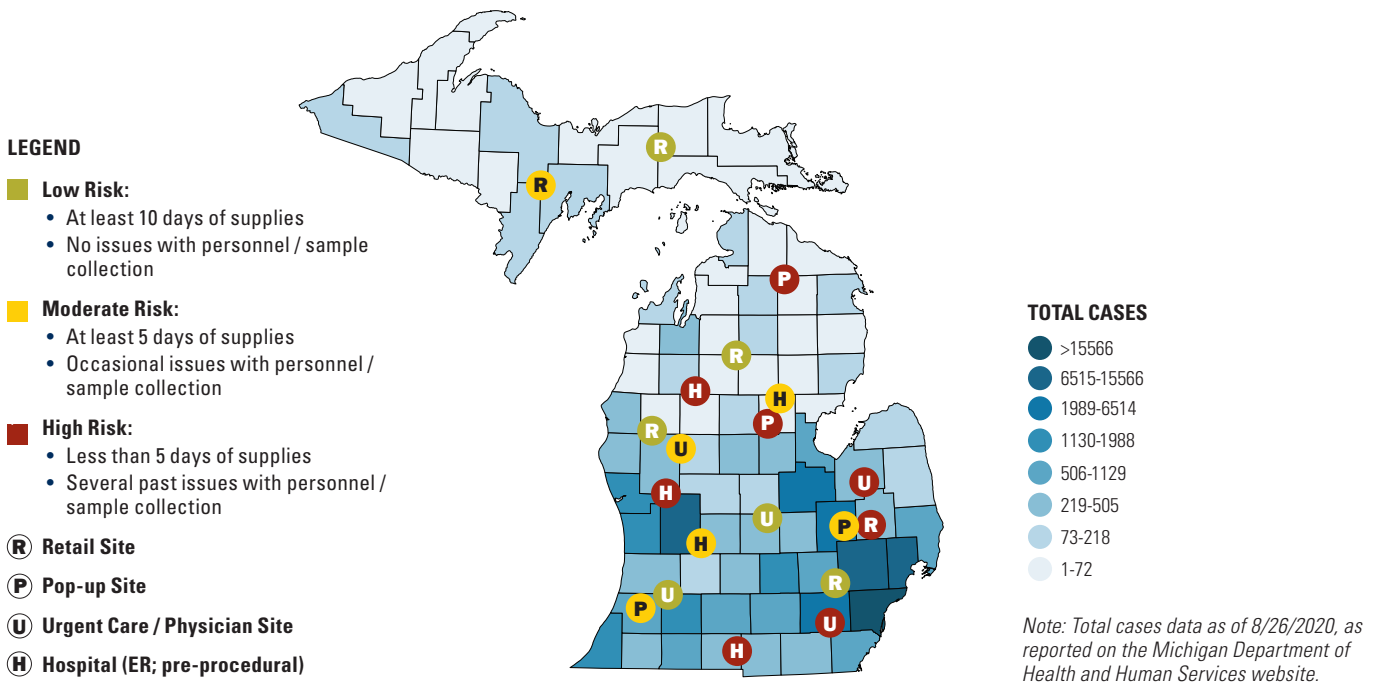 LEGEND
Low Risk:
• At least 10 days of supplies
• No issues with personnel / sample
collection
Moderate Risk:
• At least 5 days of supplies
• Occasional issues with personnel /
sample collection
High Risk:
• Less than 5 days of supplies
• Several past issues with personnel /
sample collection
R Retail Site
P Pop-up Site
U Urgent Care / Physician Site
H Hospital (ER; pre-procedural)
R
R
P
R
H
H
P
R
U
H
U
U
P
R
H
R
U
P
U
H
TOTAL CASES
>15566
6515-15566
1989-6514
1130-1988
506-1129
219-505
73-218
1-72
Note: Total cases data as of 8/26/2020, as
reported on the Michigan Department of
Health and Human Services website.